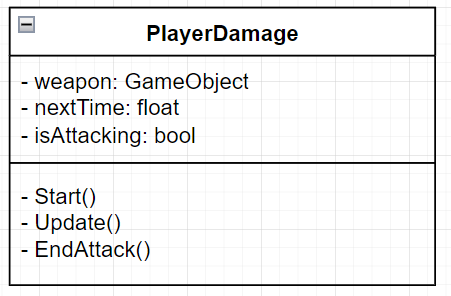 PlayerDamage
- weapon: GameObject
- nextTime: float
- isAttacking: bool
- Start()
- Update()
- EndAttack()